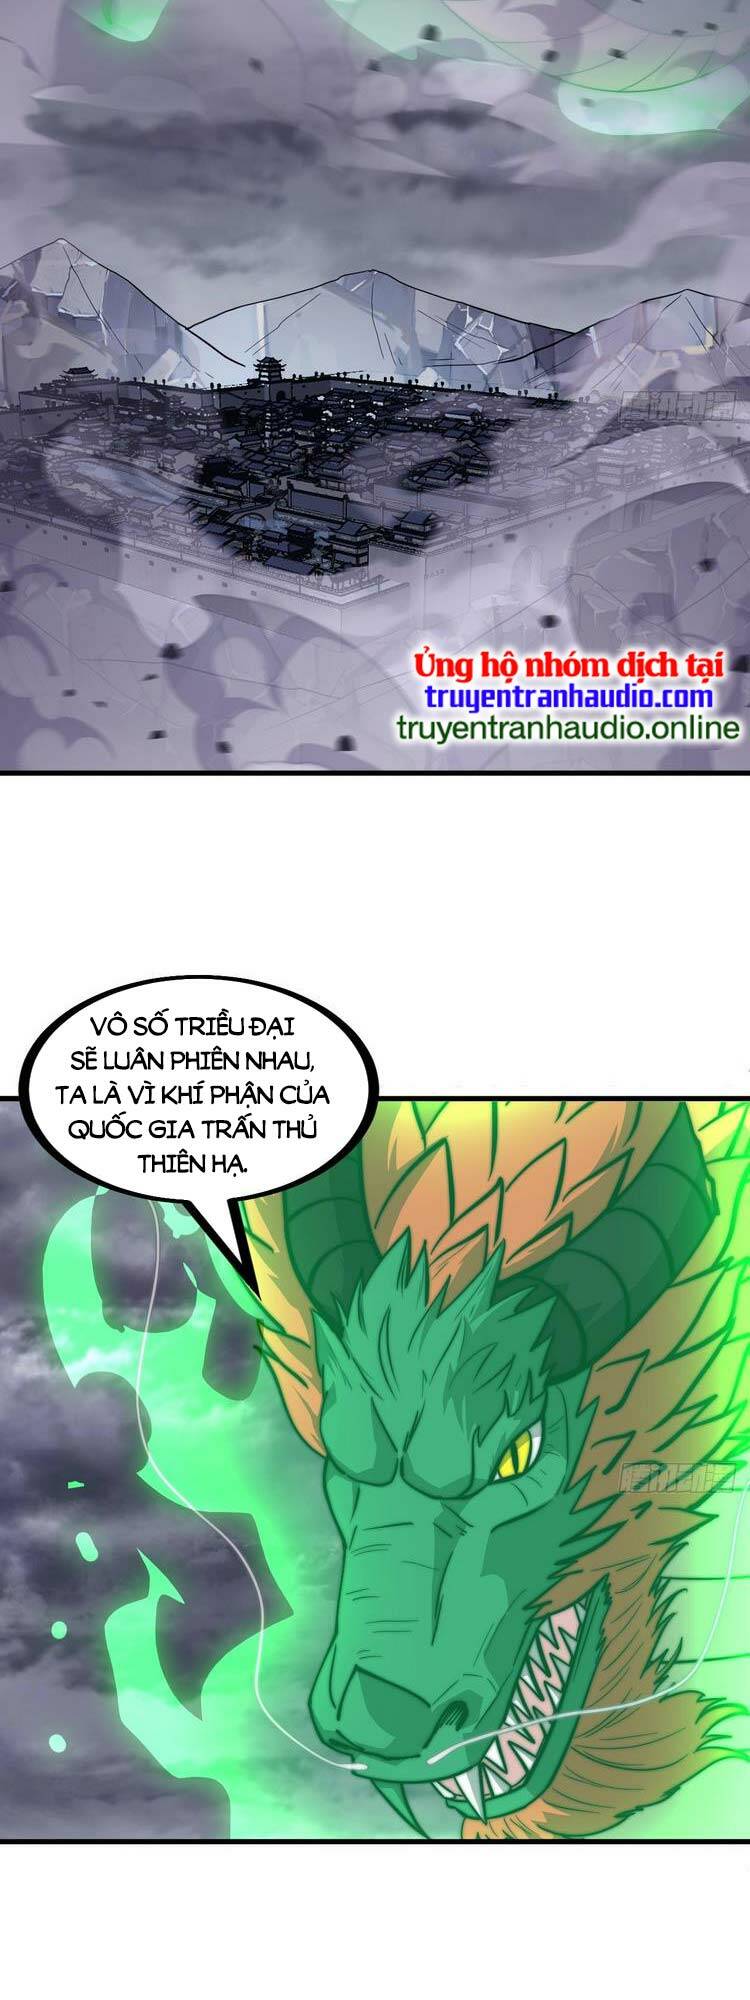 Ủng hộ nhóm dịch tại
truyentranhaudio.com
truyentranhaudio.online
VÔ SỐ TRIỀU ĐẠI
SẼ LUÂN PHIÊN NHAU,
TA LÀ VÌ KHÍ PHẬN CỦA
QUỐC GIA TRẤN THỦ
THIÊN HẠ.